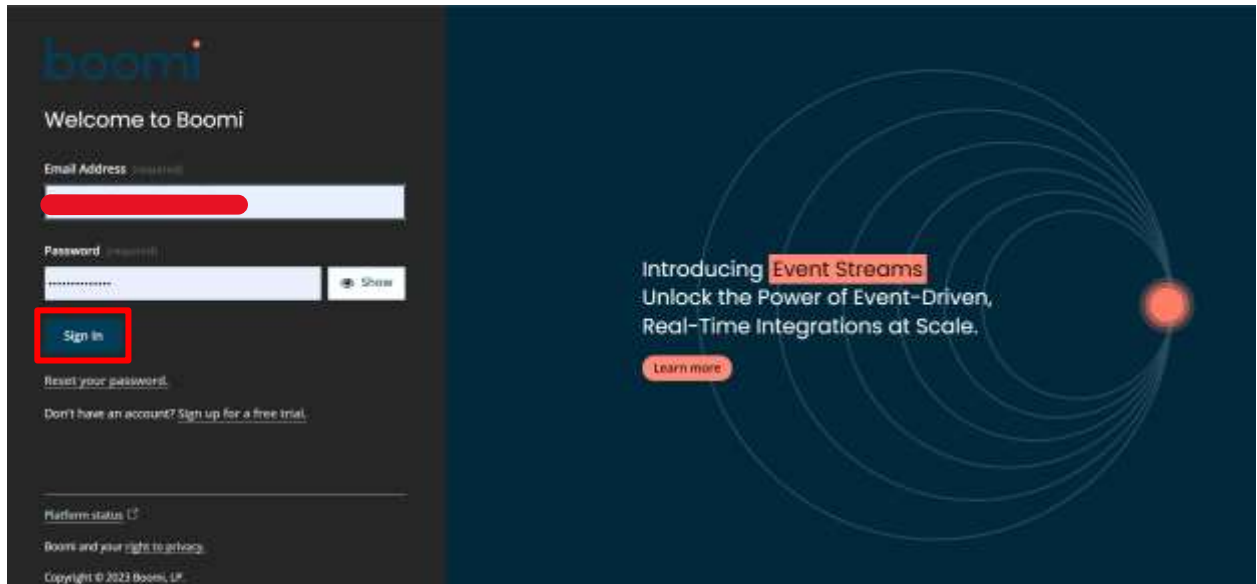 boomi
Welcome to Boomi
Email Address (required)
Password (required)
Show
Sign In
Reset your password.
Don't have an account? Sign up for a free trial.
Platform status
Boomi and your right to privacy.
Copyright © 2023 Boomi, LP.
Introducing Event Streams
Unlock the Power of Event-Driven,
Real-Time Integrations at Scale.
Learn more